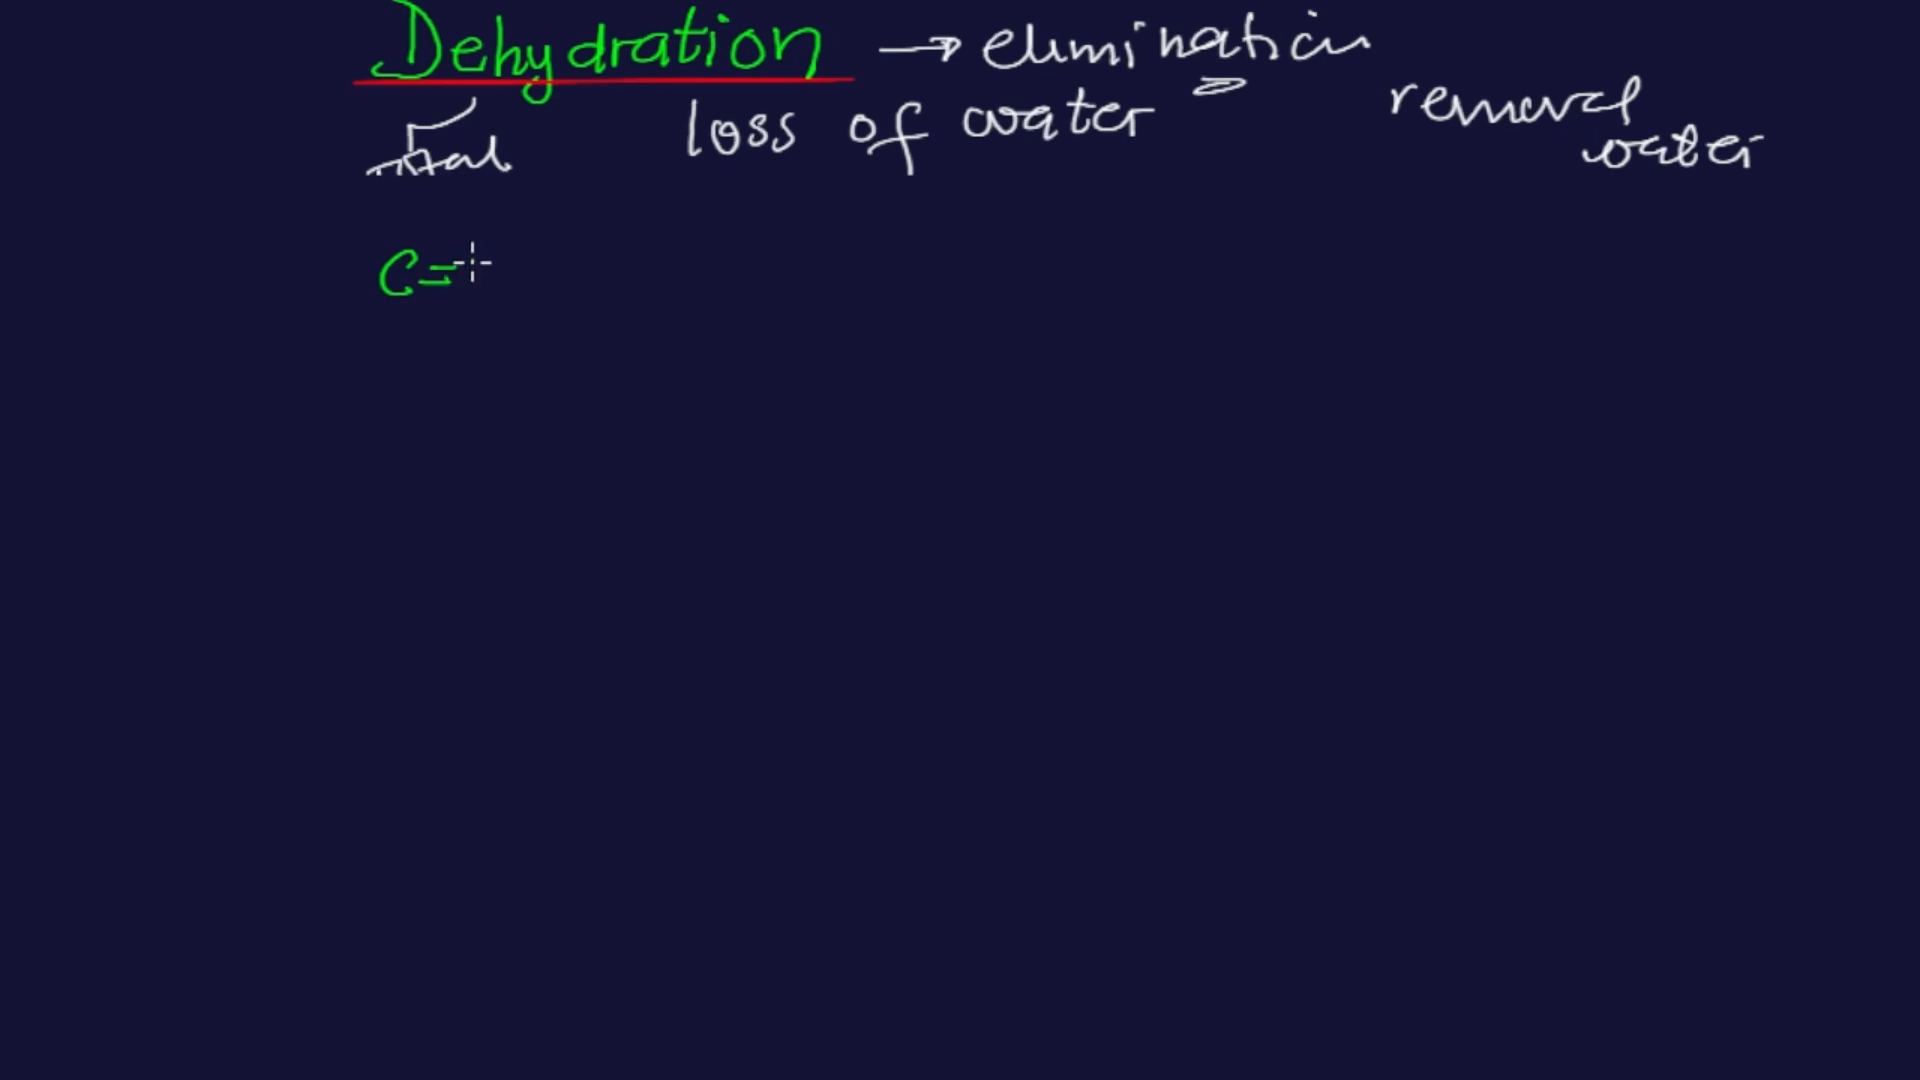 Dehydration → elimination
loss of water
removal
water
C=